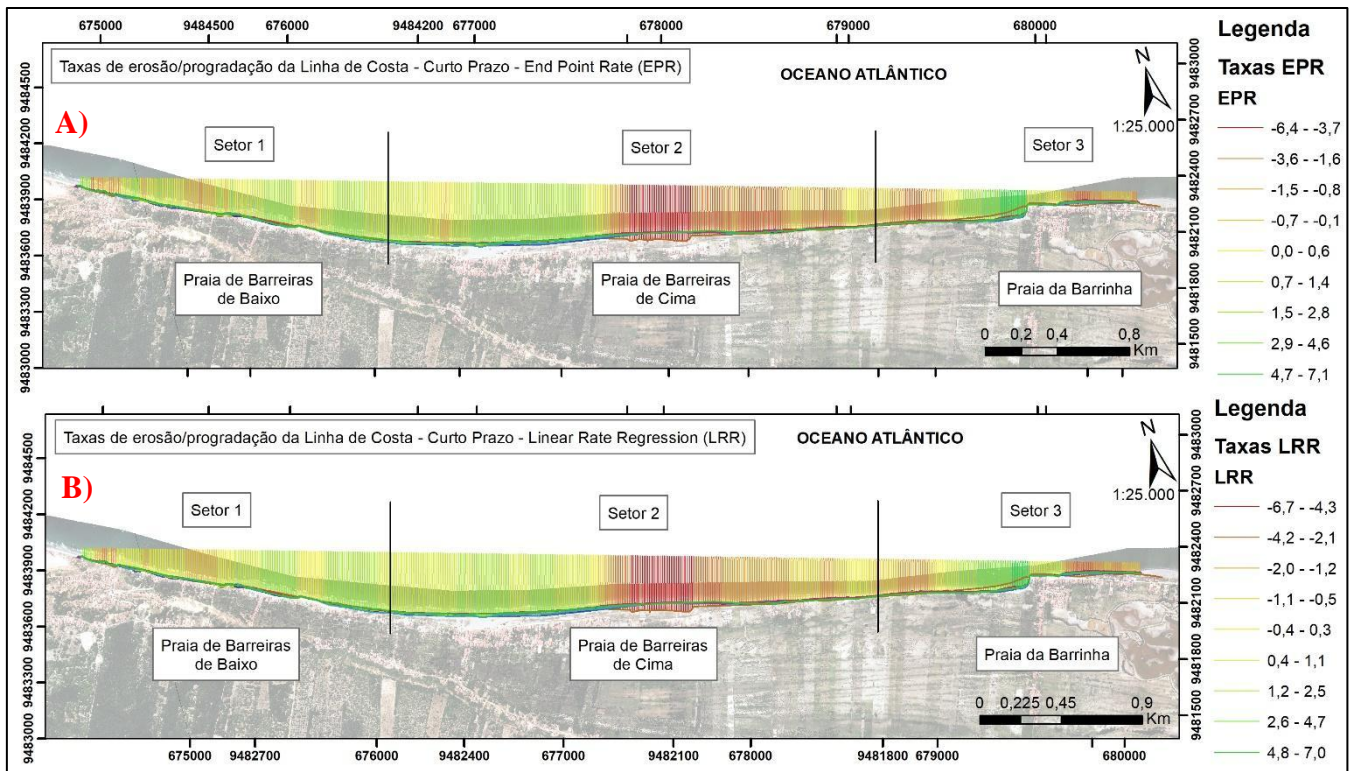 675000 9484500 676000 9484200 677000 678000 679000 680000
Taxas de erosão/progradação da Linha de Costa - Curto Prazo - End Point Rate (EPR)
OCEANO ATLÂNTICO
N
1:25.000
A)
Setor 1
Setor 2
Setor 3
9484500
9484200
9483900
9483600
9483300
9483000
9483000
9482700
9482400
9482100
9481800
9481500
Praia de Barreiras
de Baixo
Praia de Barreiras
de Cima
Praia da Barrinha
0 0,2 0,4 0,8
Km
Legenda
Taxas EPR
EPR
-6,4 - -3,7
-3,6 - -1,6
-1,5 - -0,8
-0,7 - -0,1
0,0 - 0,6
0,7 - 1,4
1,5 - 2,8
2,9 - 4,6
4,7 - 7,1
Taxas de erosão/progradação da Linha de Costa - Curto Prazo - Linear Rate Regression (LRR)
OCEANO ATLÂNTICO
N
1:25.000
B)
Setor 1
Setor 2
Setor 3
9484500
9484200
9483900
9483600
9483300
9483000
9483000
9482700
9482400
9482100
9481800
9481500
Praia de Barreiras
de Baixo
Praia de Barreiras
de Cima
Praia da Barrinha
0 0,225 0,45 0,9
Km
675000 9482700 676000 9482400 677000 9482100 678000 9481800 679000 680000
Legenda
Taxas LRR
LRR
-6,7 - -4,3
-4,2 - -2,1
-2,0 - -1,2
-1,1 - -0,5
-0,4 - 0,3
0,4 - 1,1
1,2 - 2,5
2,6 - 4,7
4,8 - 7,0